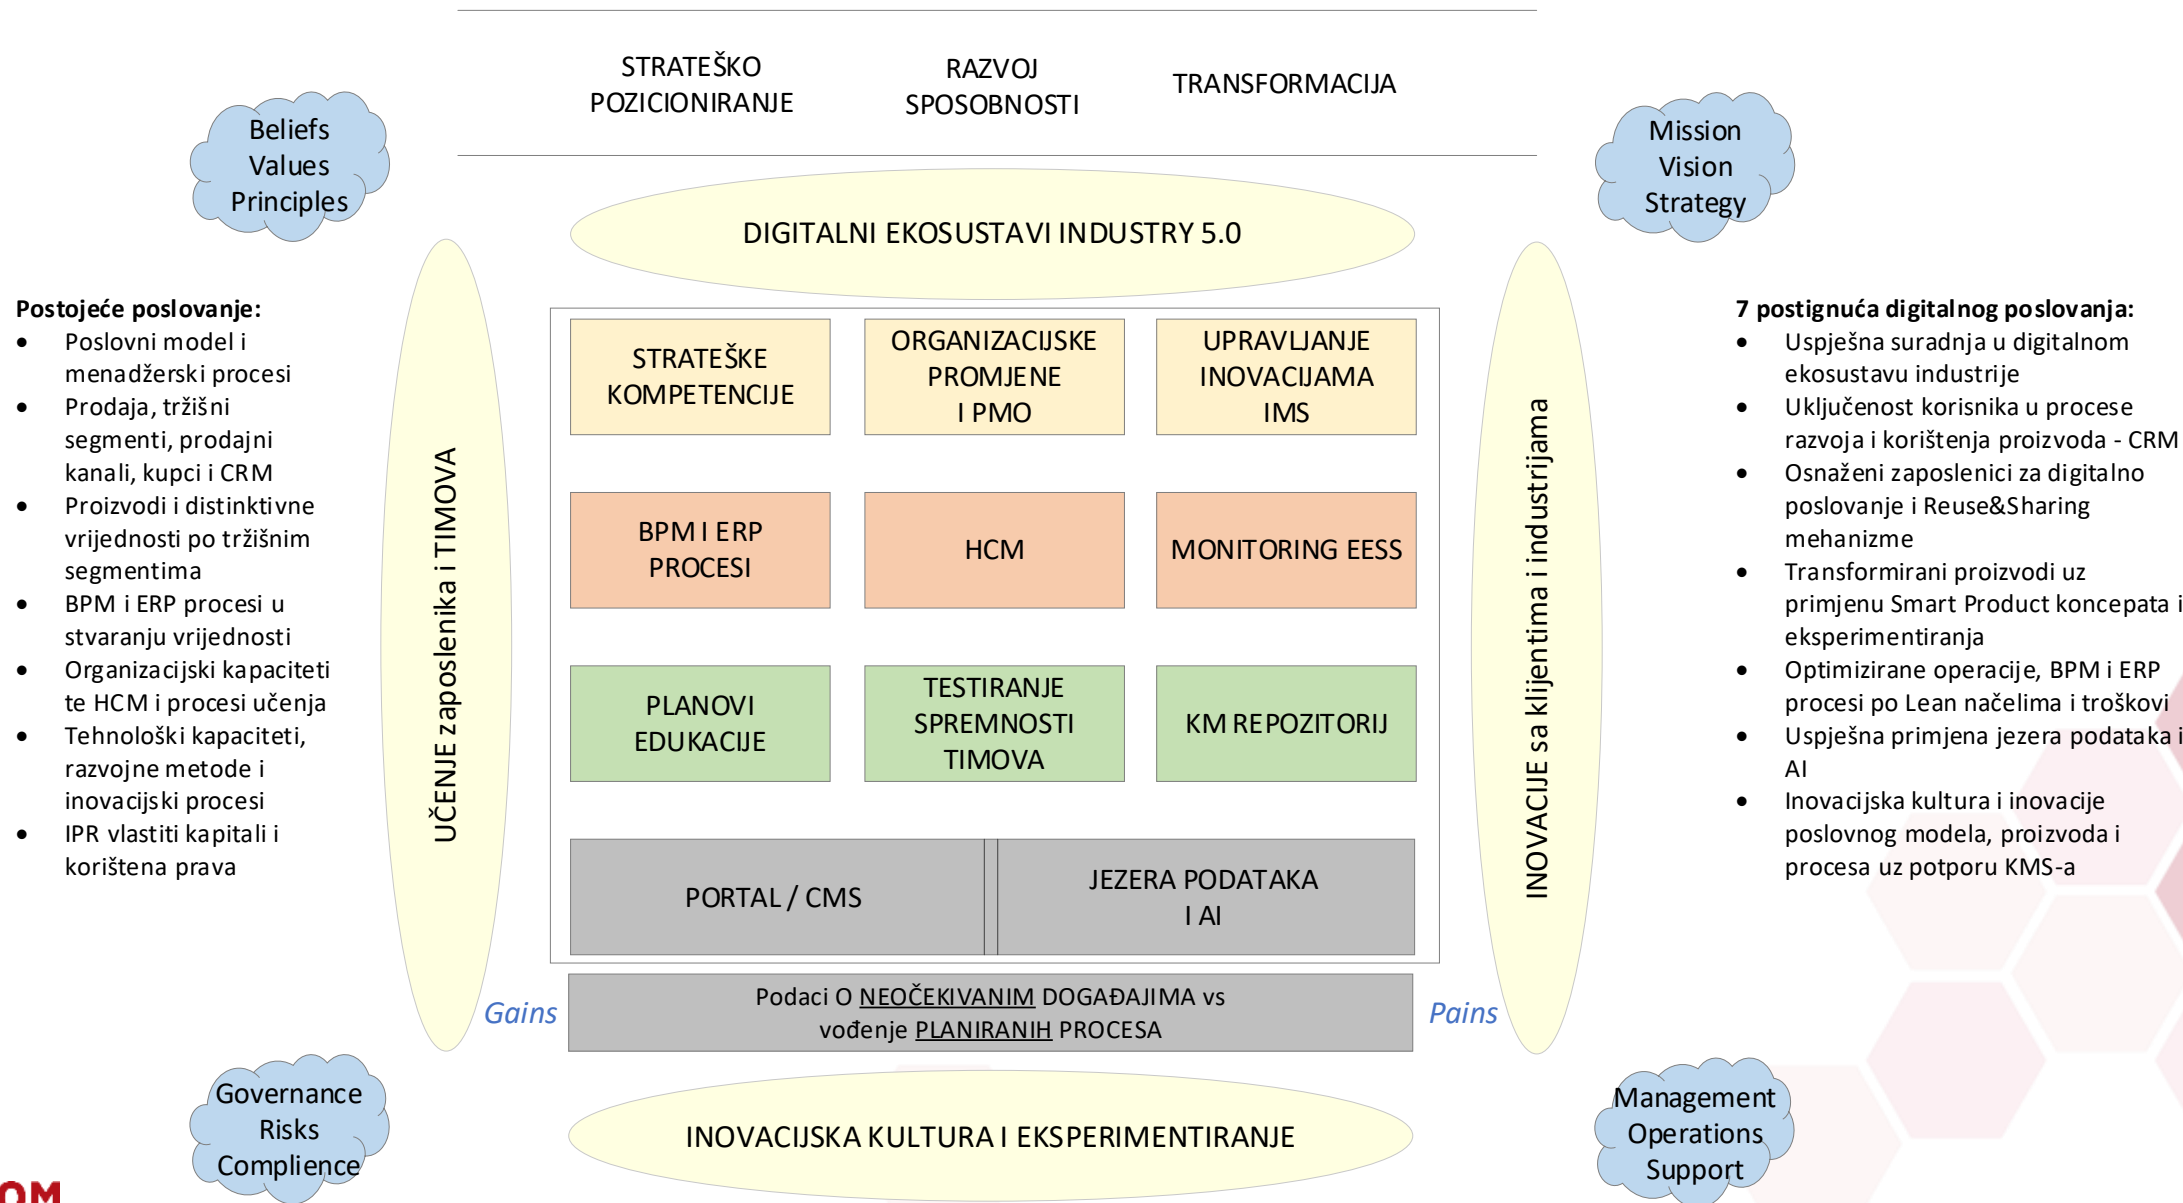 STRATEŠKO
POZICIONIRANJE
RAZVOJ
SPOSOBNOSTI
TRANSFORMACIJA
Beliefs
Values
Principles
Mission
Vision
Strategy
DIGITALNI EKOSUSTAVI INDUSTRY 5.0
Postojeće poslovanje:
• Poslovni model i
menadžerski procesi
• Prodaja, tržišni
segmenti, prodajni
kanali, kupci i CRM
• Proizvodi i distinktivne
vrijednosti po tržišnim
segmentima
• BPM i ERP procesi u
stvaranju vrijednosti
• Organizacijski kapaciteti
te HCM i procesi učenja
• Tehnološki kapaciteti,
razvojne metode i
inovacijski procesi
• IPR vlastiti kapitali i
korištena prava
UČENJE zaposlenika i TIMOVA
STRATEŠKE
KOMPETENCIJE
ORGANIZACIJSKE
PROMJENE
I PMO
UPRAVLJANJE
INOVACIJAMA
IMS
BPM I ERP
PROCESI
HCM
MONITORING EESS
PLANOVI
EDUKACIJE
TESTIRANJE
SPREMNOSTI
TIMOVA
KM REPOZITORIJ
PORTAL / CMS
JEZERA PODATAKA
I AI
Gains
Podaci O NEOČEKIVANIM DOGAĐAJIMA vs
vođenje PLANIRANIH PROCESA
Pains
INOVACIJE sa klijentima i industrijama
7 postignuća digitalnog poslovanja:
• Uspješna suradnja u digitalnom
ekosustavu industrije
• Uključenost korisnika u procese
razvoja i korištenja proizvoda - CRM
• Osnaženi zaposlenici za digitalno
poslovanje i Reuse&Sharing
mehanizme
• Transformirani proizvodi uz
primjenu Smart Product koncepata i
eksperimentiranja
• Optimizirane operacije, BPM i ERP
procesi po Lean načelima i troškovi
• Uspješna primjena jezera podataka i
AI
• Inovacijska kultura i inovacije
poslovnog modela, proizvoda i
procesa uz potporu KMS-a
Governance
Risks
Complience
INOVACIJSKA KULTURA I EKSPERIMENTIRANJE
Management
Operations
Support